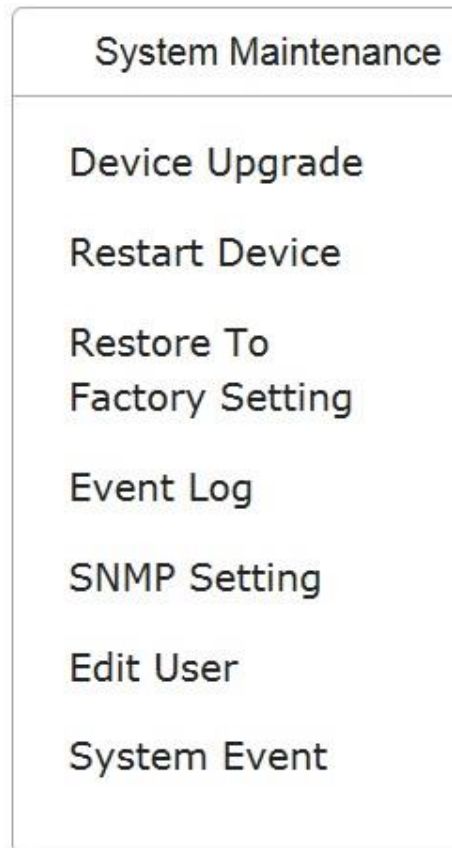 System Maintenance
Device Upgrade
Restart Device
Restore To
Factory Setting
Event Log
SNMP Setting
Edit User
System Event